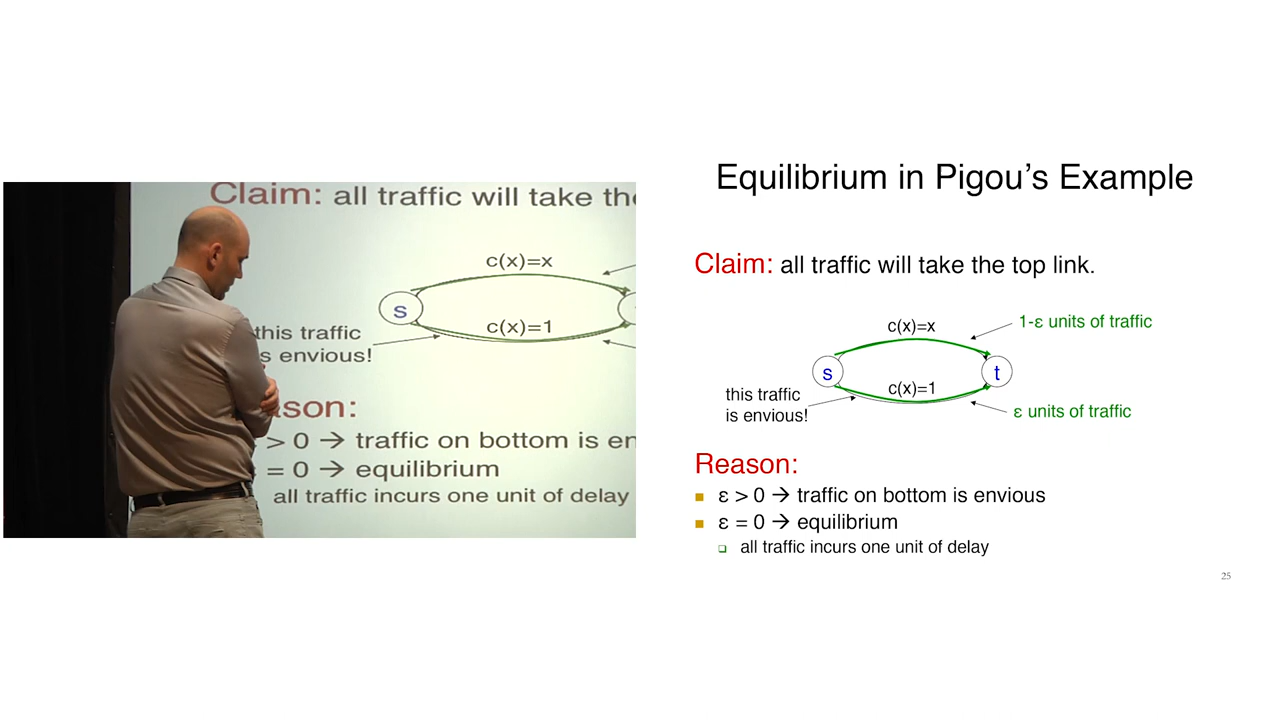 Claim: all traffic will take the
c(x)=x
s
c(x)=1
this traffic
s envious!
ason:
> 0 → traffic on bottom is en
= 0 → equilibrium
all traffic incurs one unit of delay
Equilibrium in Pigou's Example
Claim: all traffic will take the top link.
c(x)=x
1-ε units of traffic
s
t
c(x)=1
this traffic
is envious!
ε units of traffic
Reason:
ε > 0 → traffic on bottom is envious
ε = 0 → equilibrium
all traffic incurs one unit of delay
25